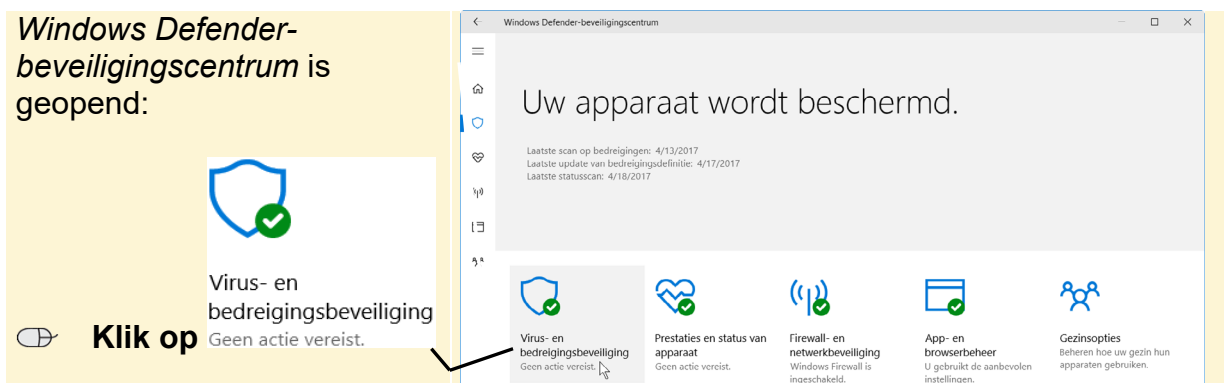 Windows Defender-
beveiligingscentrum is
geopend:
Virus- en
bedreigingsbeveiliging
Klik op Geen actie vereist.
Windows Defender-beveiligingscentrum
Uw apparaat wordt beschermd.
Laatste scan op bedreigingen: 4/13/2017
Laatste update van bedreigingsdefinitie: 4/17/2017
Laatste statusscan: 4/18/2017
Virus- en
bedreigingsbeveiliging
Geen actie vereist.
Prestaties en status van
apparaat
Geen actie vereist.
Firewall- en
netwerkbeveiliging
Windows Firewall is
ingeschakeld.
App- en
browserbeheer
U gebruikt de aanbevolen
instellingen.
Gezinsopties
Beheren hoe uw gezin hun
apparaten gebruiken.